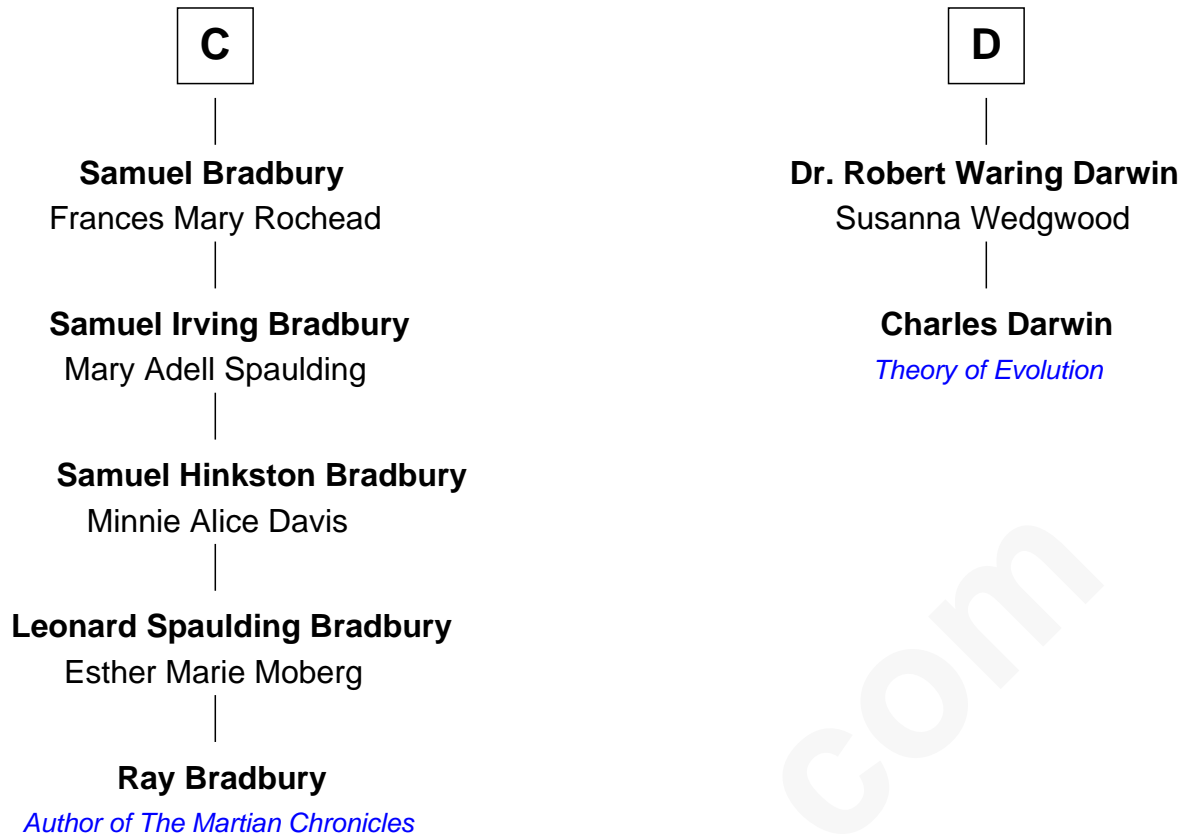 C
Samuel Bradbury
Frances Mary Rochead
Samuel Irving Bradbury
Mary Adell Spaulding
Samuel Hinkston Bradbury
Minnie Alice Davis
Leonard Spaulding Bradbury
Esther Marie Moberg
Ray Bradbury
Author of The Martian Chronicles
D
Dr. Robert Waring Darwin
Susanna Wedgwood
Charles Darwin
Theory of Evolution
com